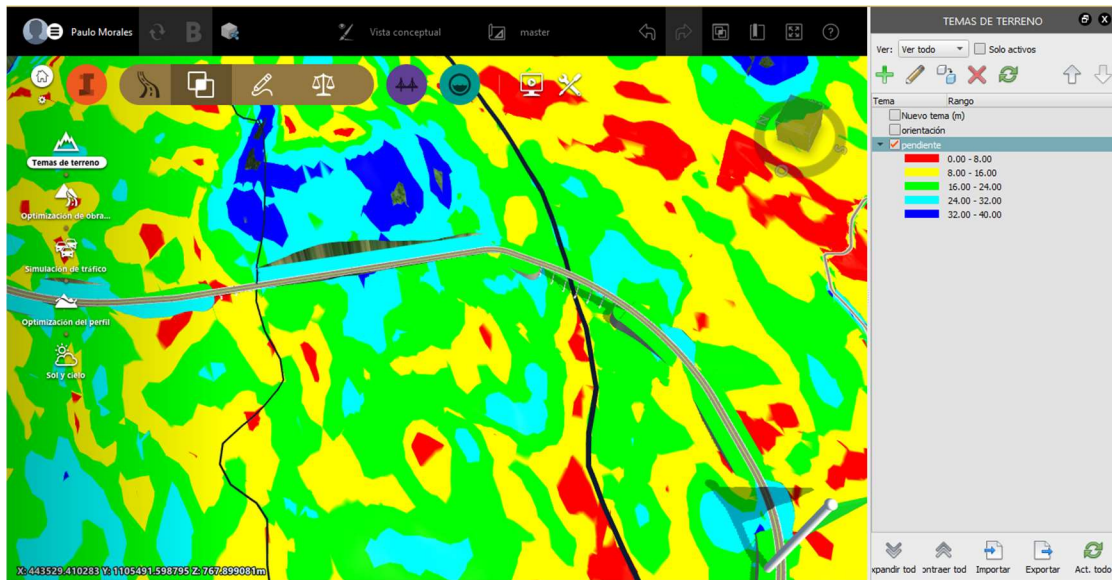 Paulo Morales
B
Vista conceptual
master
Temas de terreno
Optimización de obra...
Simulación de tráfico
Optimización del perfil
Sol y cielo
X: 443529.410283 Y: 1105491.598795 Z: 767.899081m
TEMAS DE TERRENO
Ver: Ver todo Solo activos
Tema Rango
Nuevo tema (m)
orientación
pendiente
0.00 - 8.00
8.00 - 16.00
16.00 - 24.00
24.00 - 32.00
32.00 - 40.00
xpandir tod ontraer tod Importar Exportar Act. todo